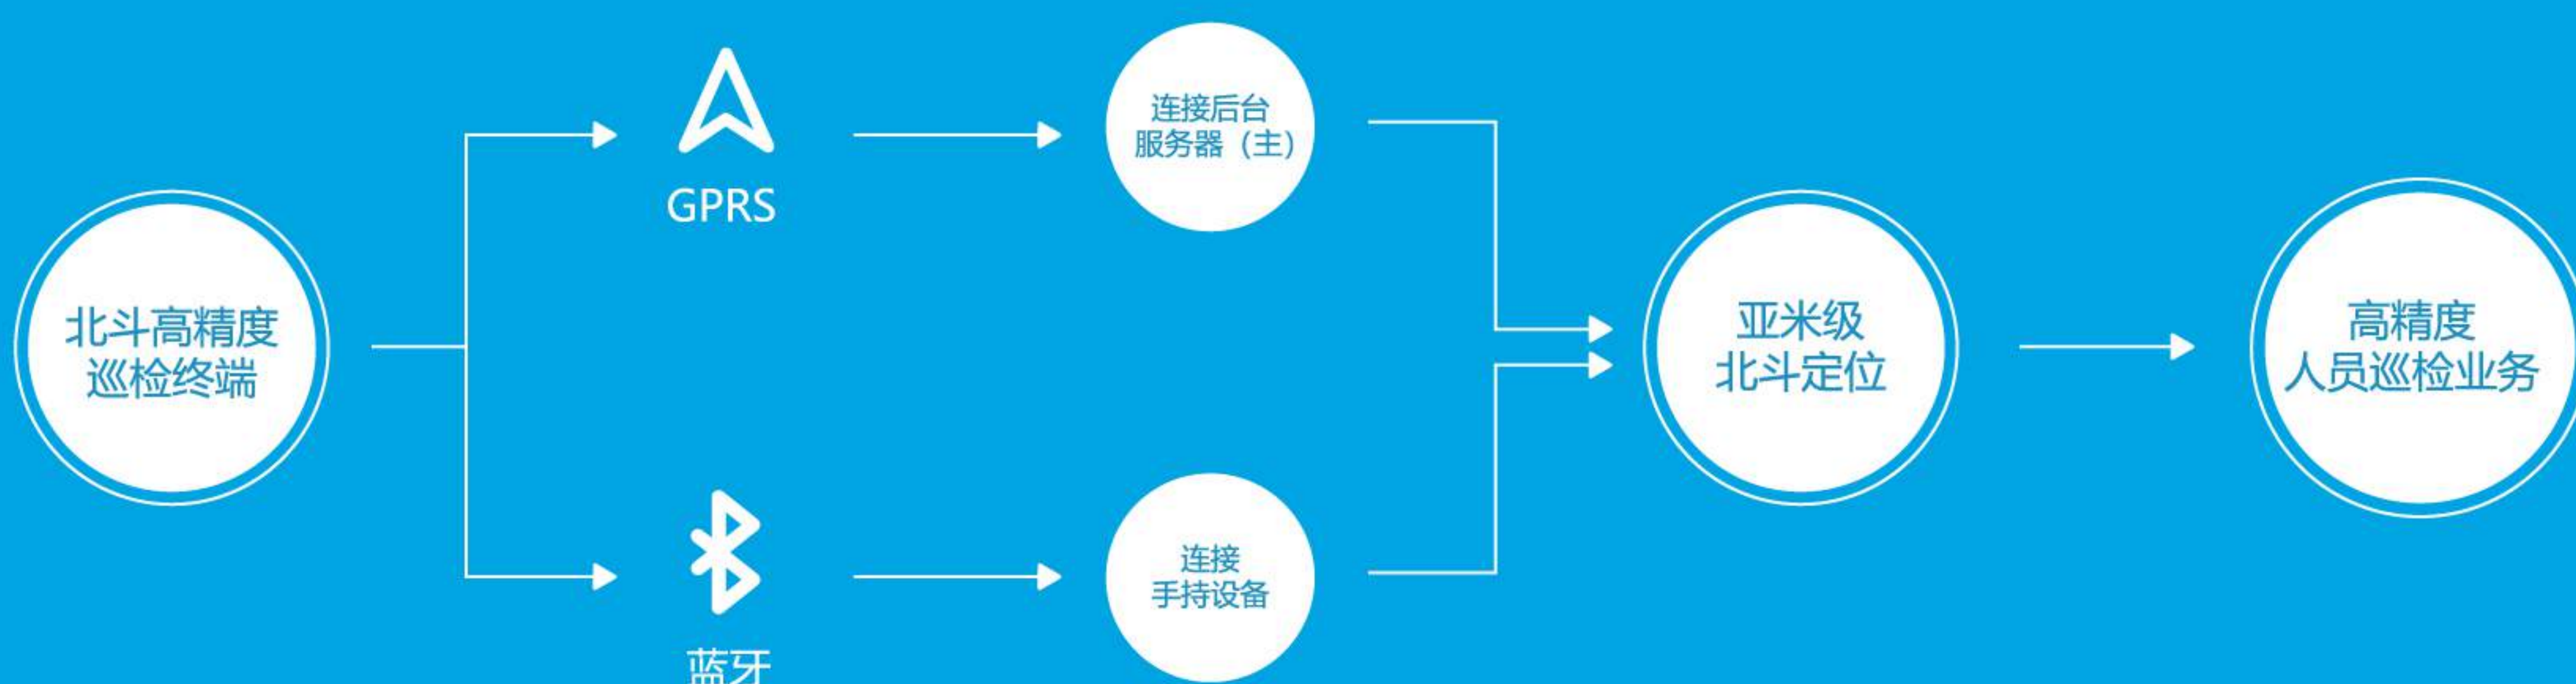 北斗高精度
巡检终端
GPRS
连接后台
服务器（主）
蓝牙
连接
手持设备
亚米级
北斗定位
高精度
人员巡检业务